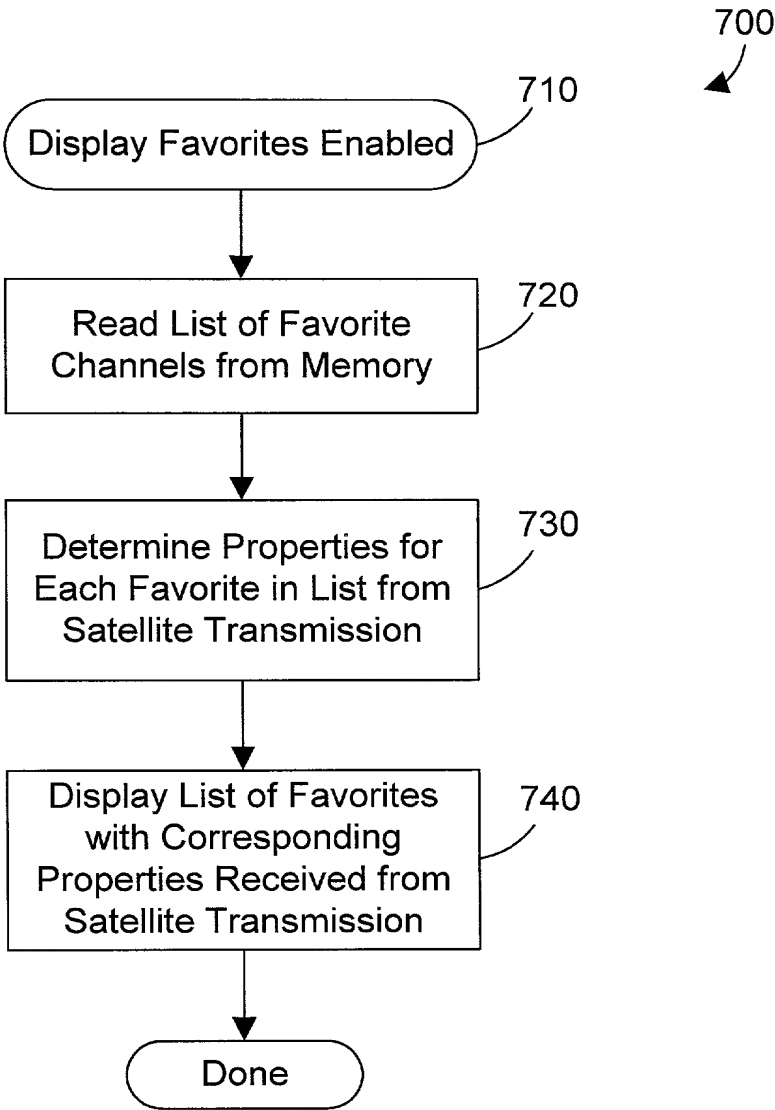 700
710
Display Favorites Enabled
720
Read List of Favorite
Channels from Memory
730
Determine Properties for
Each Favorite in List from
Satellite Transmission
740
Display List of Favorites
with Corresponding
Properties Received from
Satellite Transmission
Done